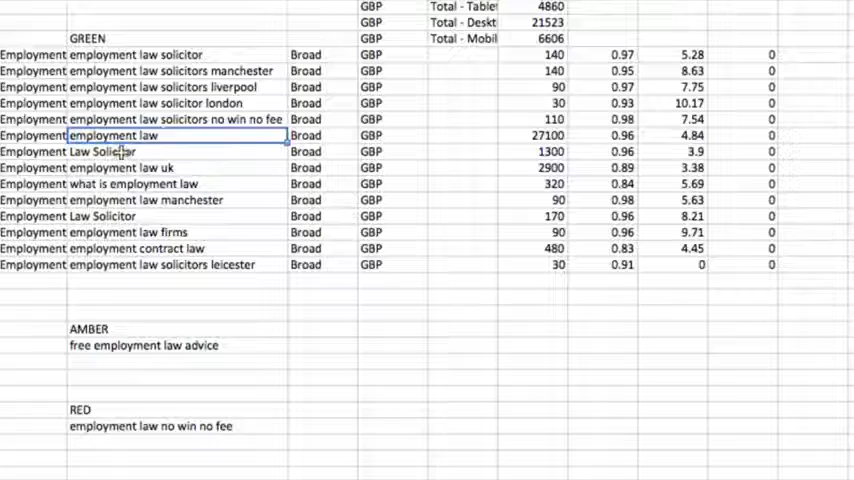 GBP Total - Tablet 4860
GBP Total - Deskt 21523
GREEN GBP Total - Mobil 6606
Employment employment law solicitor Broad GBP 140 0.97 5.28 0
Employment employment law solicitors manchester Broad GBP 140 0.95 8.63 0
Employment employment law solicitors liverpool Broad GBP 90 0.97 7.75 0
Employment employment law solicitor london Broad GBP 30 0.93 10.17 0
Employment employment law solicitors no win no fee Broad GBP 110 0.98 7.54 0
Employment employment law Broad GBP 27100 0.96 4.84 0
Employment Law Solicitor Broad GBP 1300 0.96 3.9 0
Employment employment law uk Broad GBP 2900 0.89 3.38 0
Employment what is employment law Broad GBP 320 0.84 5.69 0
Employment employment law manchester Broad GBP 90 0.98 5.63 0
Employment Law Solicitor Broad GBP 170 0.96 8.21 0
Employment employment law firms Broad GBP 90 0.96 9.71 0
Employment employment contract law Broad GBP 480 0.83 4.45 0
Employment employment law solicitors leicester Broad GBP 30 0.91 0 0
AMBER
free employment law advice
RED
employment law no win no fee